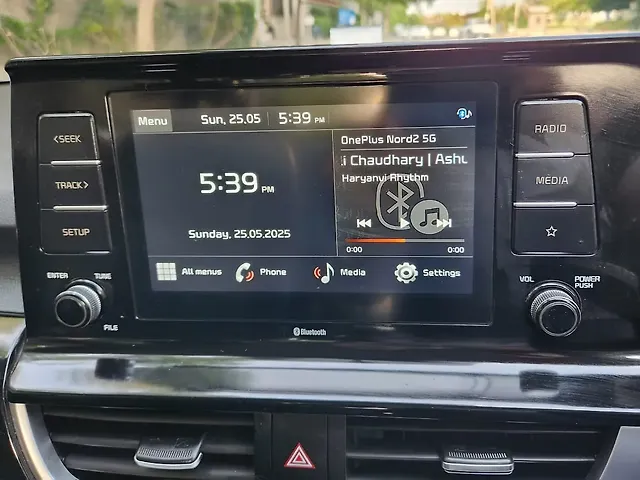 Menu Sun, 25.05 5:39 PM
<SEEK
TRACK>
SETUP
ENTER TUNE
FILE
5:39 PM
Sunday, 25.05.2025
OnePlus Nord2 5G
Chaudhary |
Haryanvi Rhythm
0:00 0:00
All menus Phone Media Settings
Bluetooth
RADIO
MEDIA
VOL POWER
PUSH